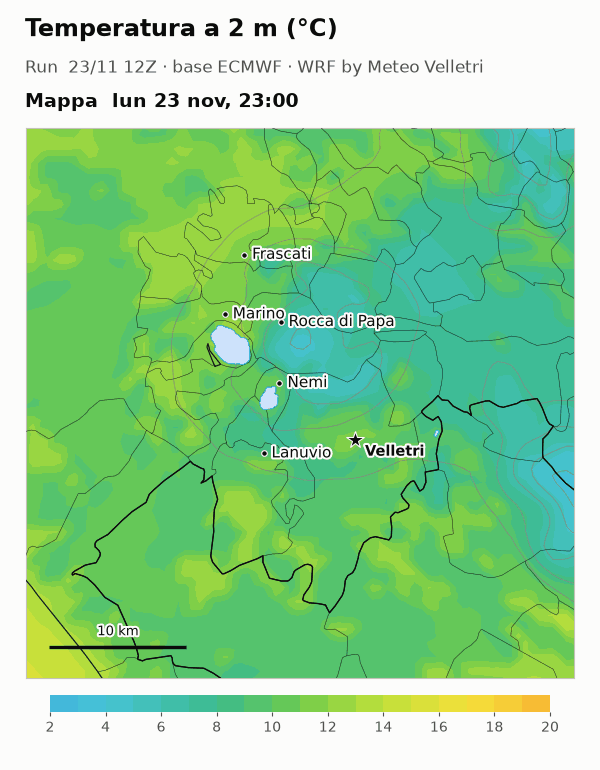 Temperatura a 2 m (°C)
Run  23/11 12Z · base ECMWF · WRF by Meteo Velletri
Mappa  lun 23 nov, 23:00
Frascati
Marino
Rocca di Papa
Nemi
Velletri
Lanuvio
10 km
2 4 6 8 10 12 14 16 18 20